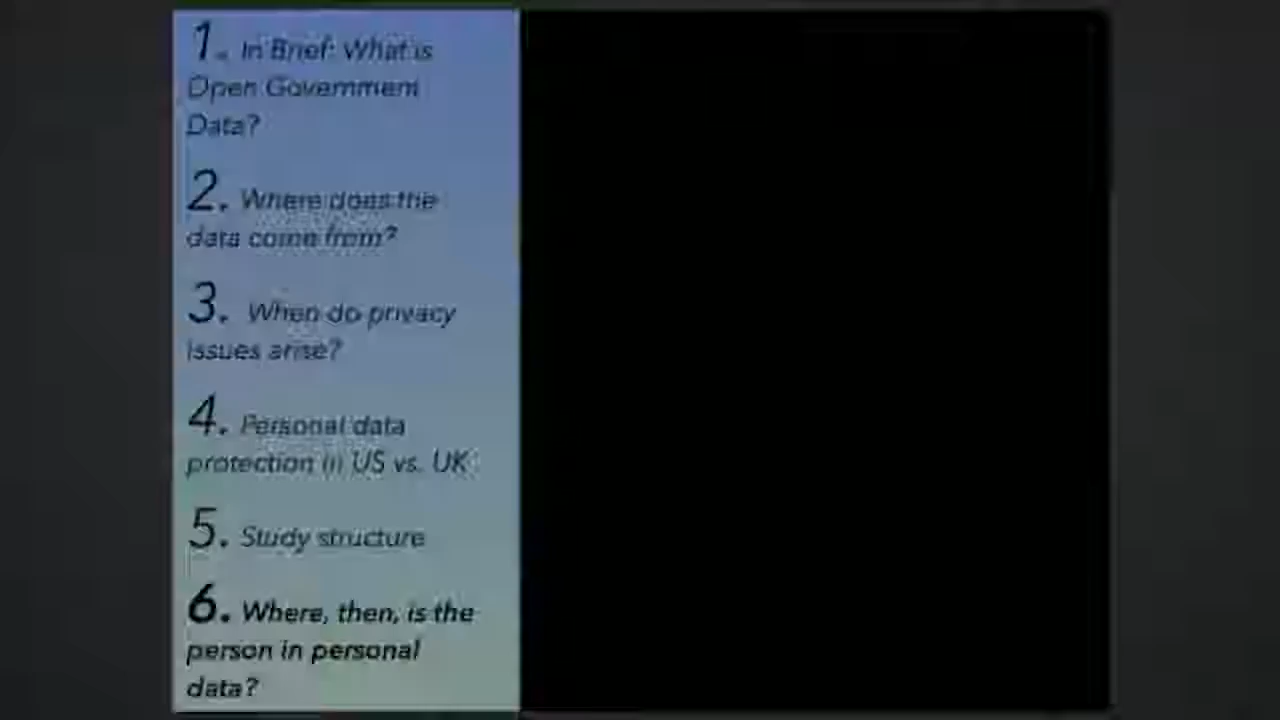 1. In Brief: What is
Open Government
Data?
2. Where does the
data come from?
3. When do privacy
issues arise?
4. Personal data
protection in US vs. UK
5. Study structure
6. Where, then, is the
person in personal
data?